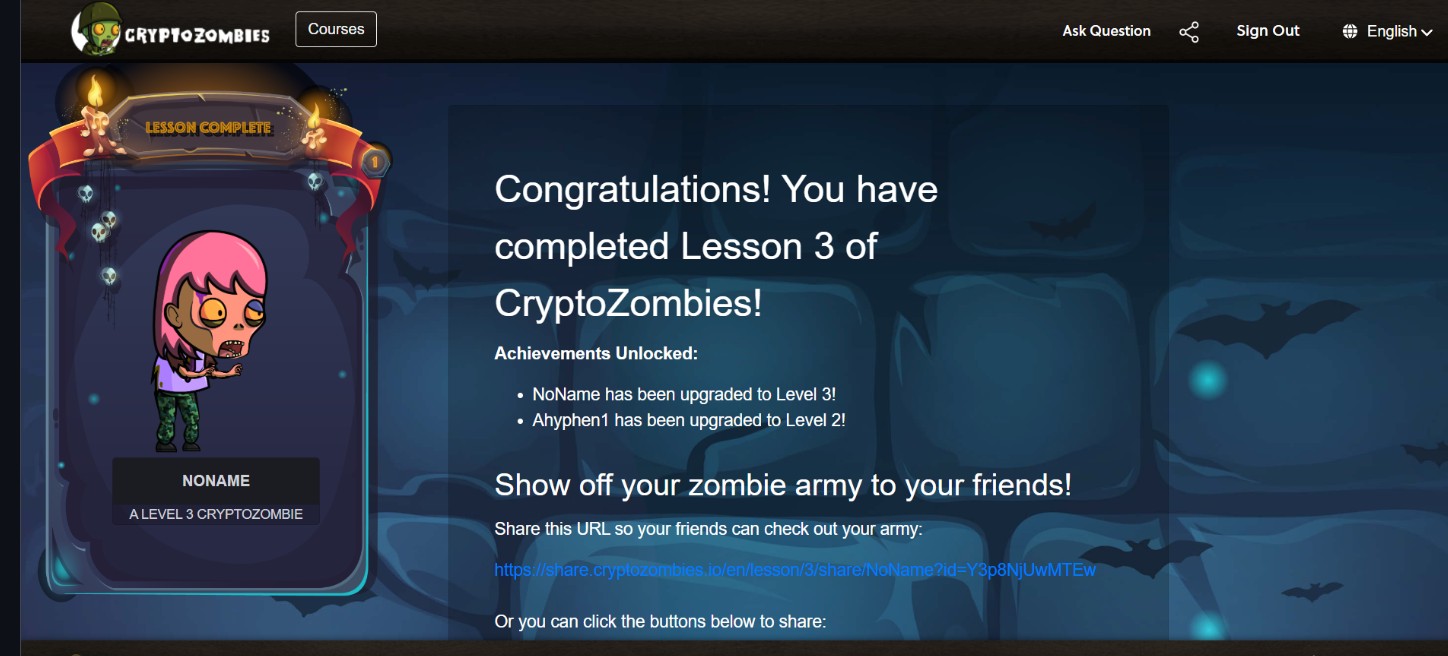 CRYPTOZOMBIES
Courses
Ask Question
Sign Out
English
LESSON COMPLETE
1
NONAME
A LEVEL 3 CRYPTOZOMBIE
Congratulations! You have
completed Lesson 3 of
CryptoZombies!
Achievements Unlocked:
• NoName has been upgraded to Level 3!
• Ahyphen1 has been upgraded to Level 2!
Show off your zombie army to your friends!
Share this URL so your friends can check out your army:
https://share.cryptozombies.io/en/lesson/3/share/NoName?id=Y3p8NjUwMTEw
Or you can click the buttons below to share: